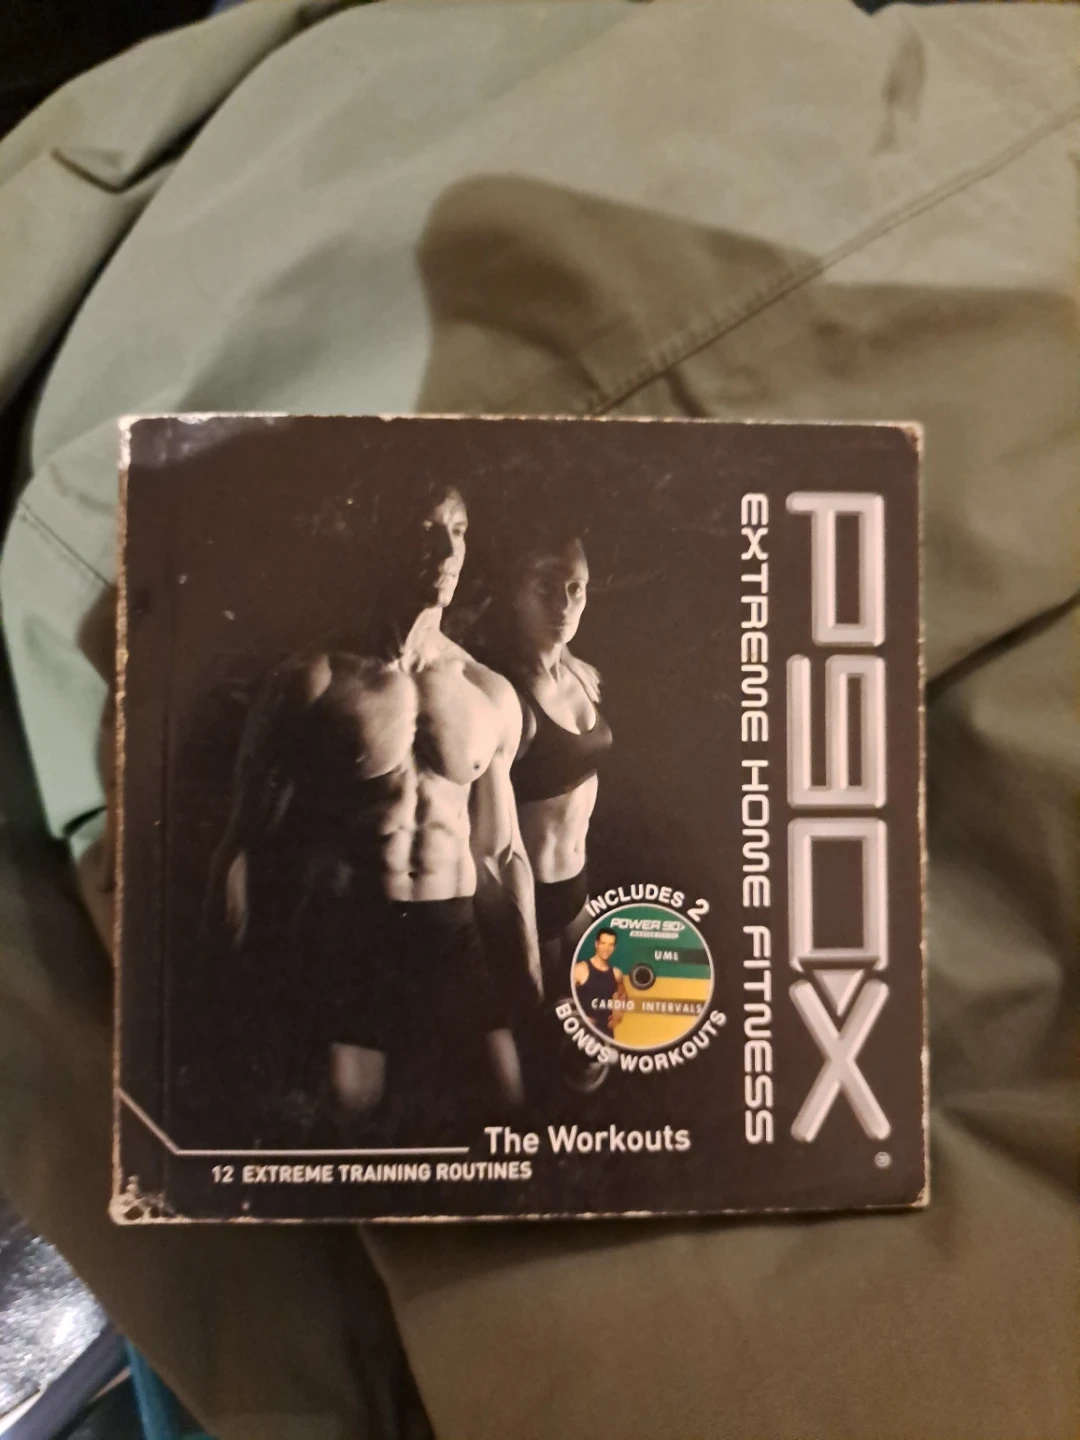 P90X
®
EXTREME HOME FITNESS
INCLUDES 2
POWER 90
UML
CARDIO INTERVALS
BONUS WORKOUTS
The Workouts
12 EXTREME TRAINING ROUTINES